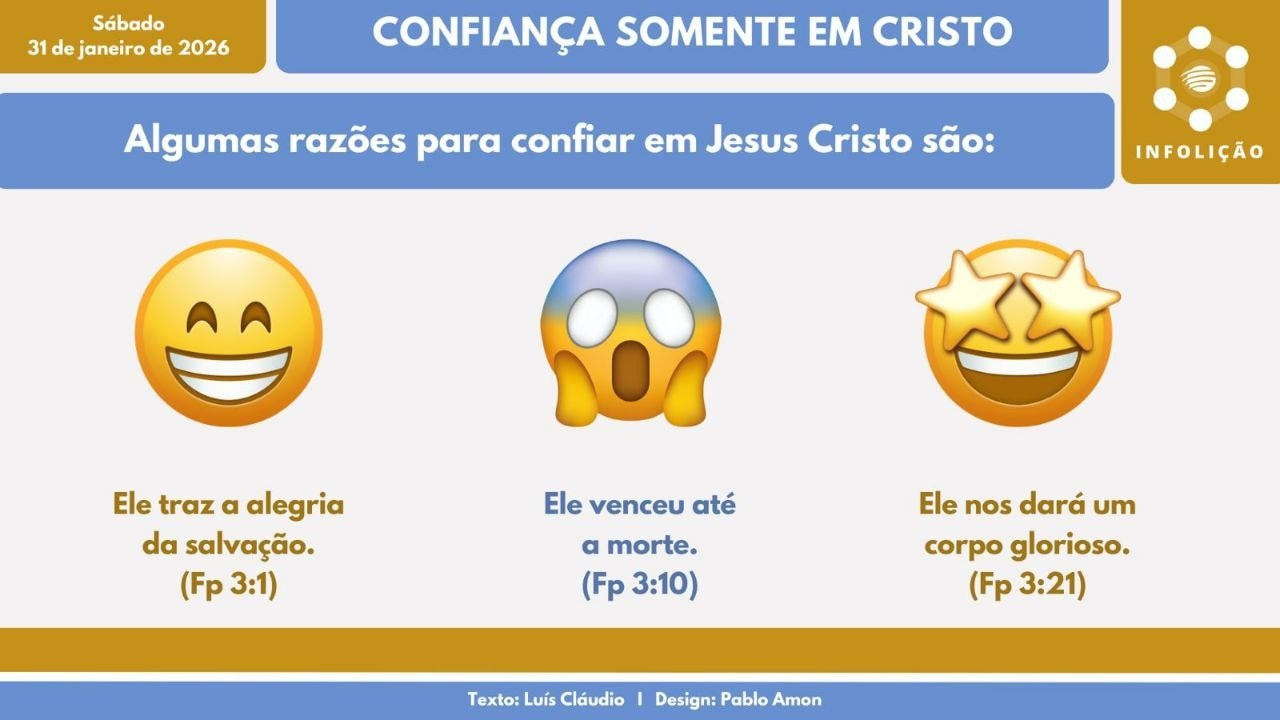 Sábado
31 de janeiro de 2026
CONFIANÇA SOMENTE EM CRISTO
INFOLIÇÃO
Algumas razões para confiar em Jesus Cristo são:
Ele traz a alegria
da salvação.
(Fp 3:1)
Ele venceu até
a morte.
(Fp 3:10)
Ele nos dará um
corpo glorioso.
(Fp 3:21)
Texto: Luís Cláudio I Design: Pablo Amon